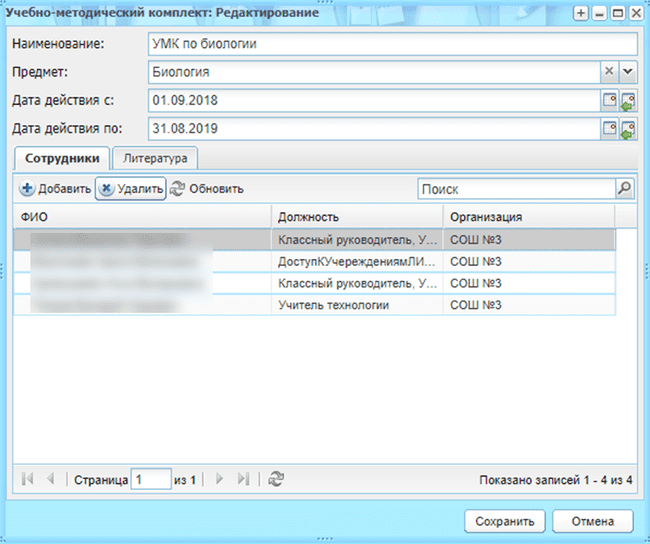 Учебно-методический комплект: Редактирование
Наименование: УМК по биологии
Предмет: Биология
Дата действия с: 01.09.2018
Дата действия по: 31.08.2019
Сотрудники Литература
Добавить Удалить Обновить Поиск
ФИО Должность Организация
Классный руководитель, У... СОШ №3
ДоступКУчереждениямЛИ... СОШ №3
Классный руководитель, У... СОШ №3
Учитель технологии СОШ №3
Страница 1 из 1 Показано записей 1 - 4 из 4
Сохранить Отмена